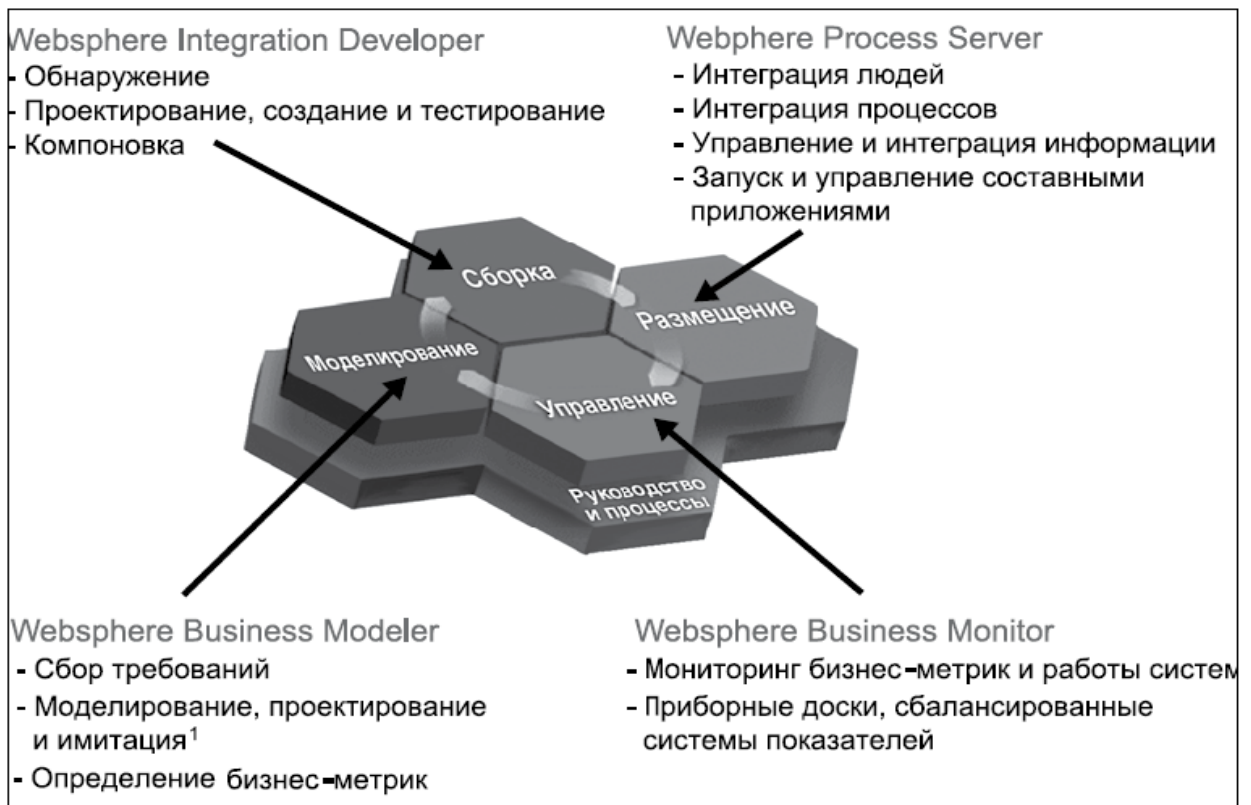 Websphere Integration Developer
- Обнаружение
- Проектирование, создание и тестирование
- Компоновка
Webphere Process Server
- Интеграция людей
- Интеграция процессов
- Управление и интеграция информации
- Запуск и управление составными
приложениями
Сборка
Размещение
Моделирование
Управление
Руководство
и процессы
Websphere Business Modeler
- Сбор требований
- Моделирование, проектирование
и имитация¹
- Определение бизнес-метрик
Websphere Business Monitor
- Мониторинг бизнес-метрик и работы систем
- Приборные доски, сбалансированные
системы показателей